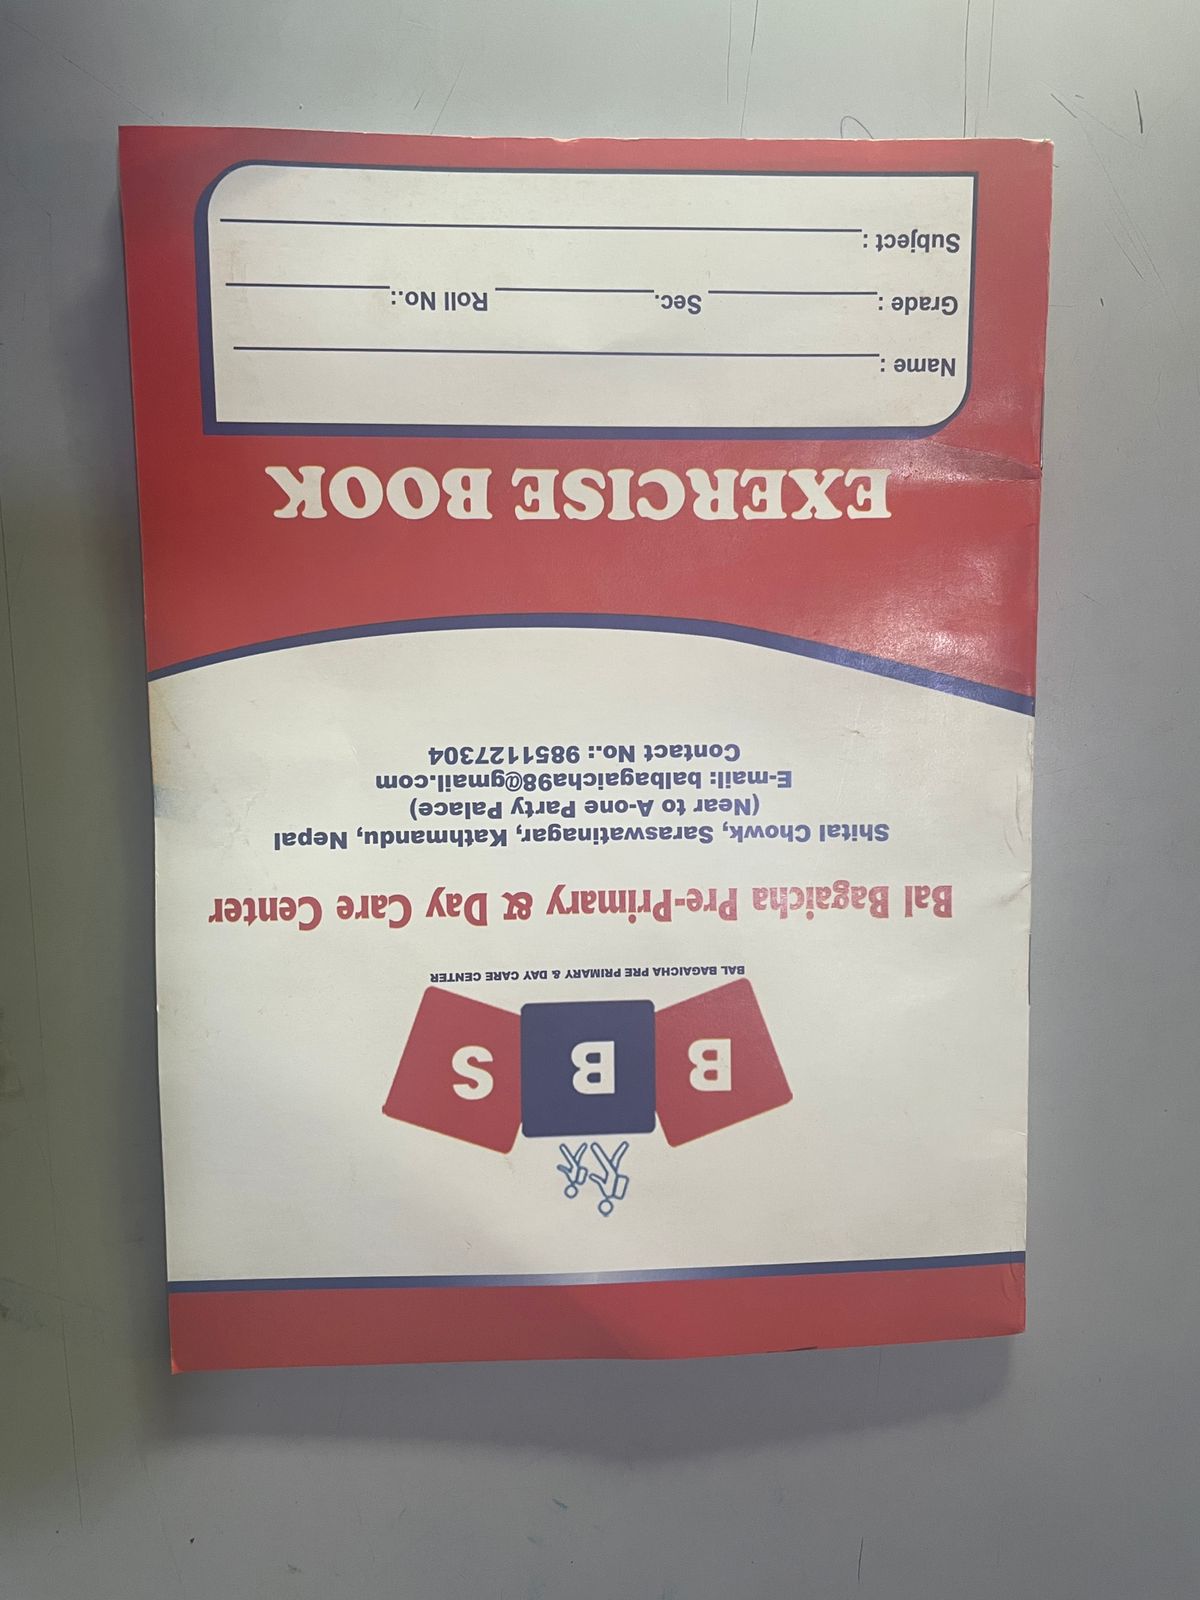 B B S
BAL BAGAICHA PRE PRIMARY & DAY CARE CENTER
Bal Bagaicha Pre-Primary & Day Care Center
Shital Chowk, Saraswatinagar, Kathmandu, Nepal
(Near to A-one Party Palace)
E-mail: balbagaicha98@gmail.com
Contact No.: 9851127304
EXERCISE BOOK
Name :
Grade : Sec. Roll No.:
Subject :